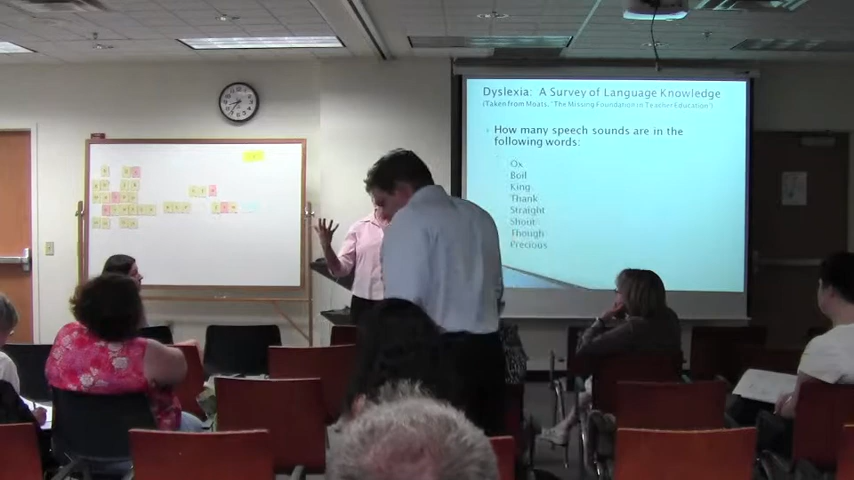 Dyslexia: A Survey of Language Knowledge
(Taken from Moats, "The Missing Foundation in Teacher Education")
How many speech sounds are in the
following words:
Ox
Boil
King
Thank
Straight
Shout
Though
Precious